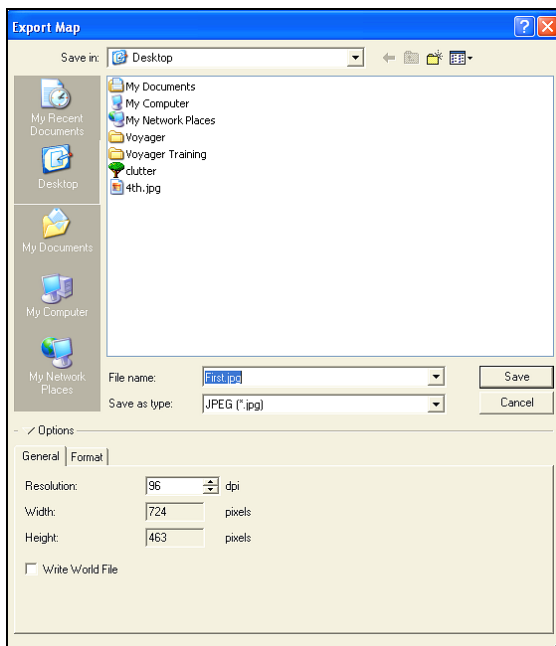 Export Map
Save in:
Desktop
My Recent
Documents
Desktop
My Documents
My Computer
My Network
Places
My Documents
My Computer
My Network Places
Voyager
Voyager Training
clutter
4th.jpg
File name:
First.jpg
Save
Save as type:
JPEG (*.jpg)
Cancel
Options
General
Format
Resolution:
96
dpi
Width:
724
pixels
Height:
463
pixels
Write World File